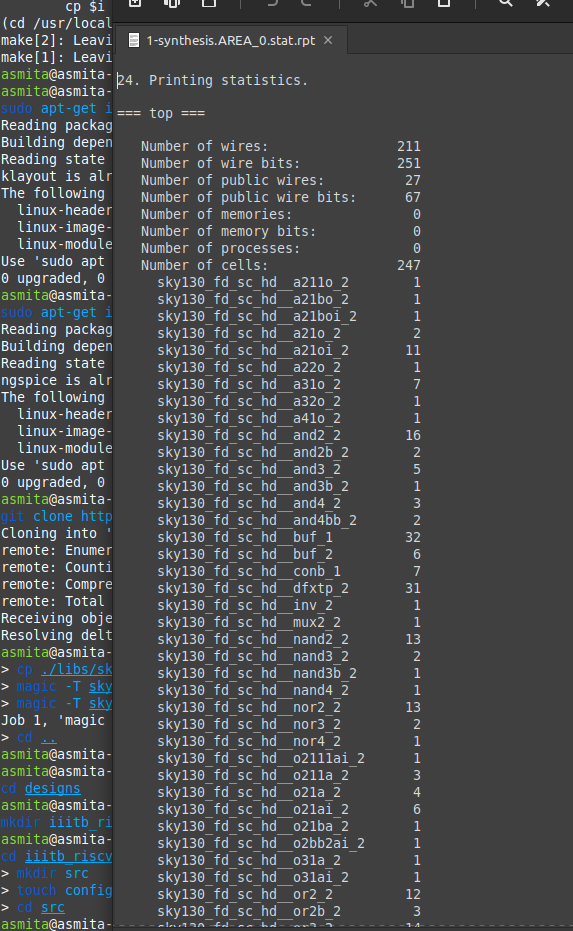 cp $i
(cd /usr/local
make[2]: Leavi
make[1]: Leavi
asmita@asmita-
asmita@asmita-
sudo apt-get i
Reading packag
Building depen
Reading state
klayout is alr
The following
linux-header
linux-image-
linux-module
Use 'sudo apt
0 upgraded, 0
asmita@asmita-
sudo apt-get i
Reading packag
Building depen
Reading state
ngspice is alr
The following
linux-header
linux-image-
linux-module
Use 'sudo apt
0 upgraded, 0
asmita@asmita-
git clone http
Cloning into '
remote: Enumer
remote: Counti
remote: Compre
remote: Total
Receiving obje
Resolving delt
asmita@asmita-
> cp ./libs/sk
> magic -T sky
> magic -T sky
Job 1, 'magic
> cd ..
asmita@asmita-
cd designs
asmita@asmita-
mkdir iiitb_ri
asmita@asmita-
cd iiitb_riscv
> mkdir src
> touch config
> cd src
asmita@asmita-
1-synthesis.AREA_0.stat.rpt ×
24. Printing statistics.
=== top ===
Number of wires: 211
Number of wire bits: 251
Number of public wires: 27
Number of public wire bits: 67
Number of memories: 0
Number of memory bits: 0
Number of processes: 0
Number of cells: 247
sky130_fd_sc_hd__a211o_2 1
sky130_fd_sc_hd__a21bo_2 1
sky130_fd_sc_hd__a21boi_2 1
sky130_fd_sc_hd__a21o_2 2
sky130_fd_sc_hd__a21oi_2 11
sky130_fd_sc_hd__a22o_2 1
sky130_fd_sc_hd__a31o_2 7
sky130_fd_sc_hd__a32o_2 1
sky130_fd_sc_hd__a41o_2 1
sky130_fd_sc_hd__and2_2 16
sky130_fd_sc_hd__and2b_2 2
sky130_fd_sc_hd__and3_2 5
sky130_fd_sc_hd__and3b_2 1
sky130_fd_sc_hd__and4_2 3
sky130_fd_sc_hd__and4bb_2 2
sky130_fd_sc_hd__buf_1 32
sky130_fd_sc_hd__buf_2 6
sky130_fd_sc_hd__conb_1 7
sky130_fd_sc_hd__dfxtp_2 31
sky130_fd_sc_hd__inv_2 1
sky130_fd_sc_hd__mux2_2 1
sky130_fd_sc_hd__nand2_2 13
sky130_fd_sc_hd__nand3_2 2
sky130_fd_sc_hd__nand3b_2 1
sky130_fd_sc_hd__nand4_2 1
sky130_fd_sc_hd__nor2_2 13
sky130_fd_sc_hd__nor3_2 2
sky130_fd_sc_hd__nor4_2 1
sky130_fd_sc_hd__o2111ai_2 1
sky130_fd_sc_hd__o211a_2 3
sky130_fd_sc_hd__o21a_2 4
sky130_fd_sc_hd__o21ai_2 6
sky130_fd_sc_hd__o21ba_2 1
sky130_fd_sc_hd__o2bb2ai_2 1
sky130_fd_sc_hd__o31a_2 1
sky130_fd_sc_hd__o31ai_2 1
sky130_fd_sc_hd__or2_2 12
sky130_fd_sc_hd__or2b_2 3